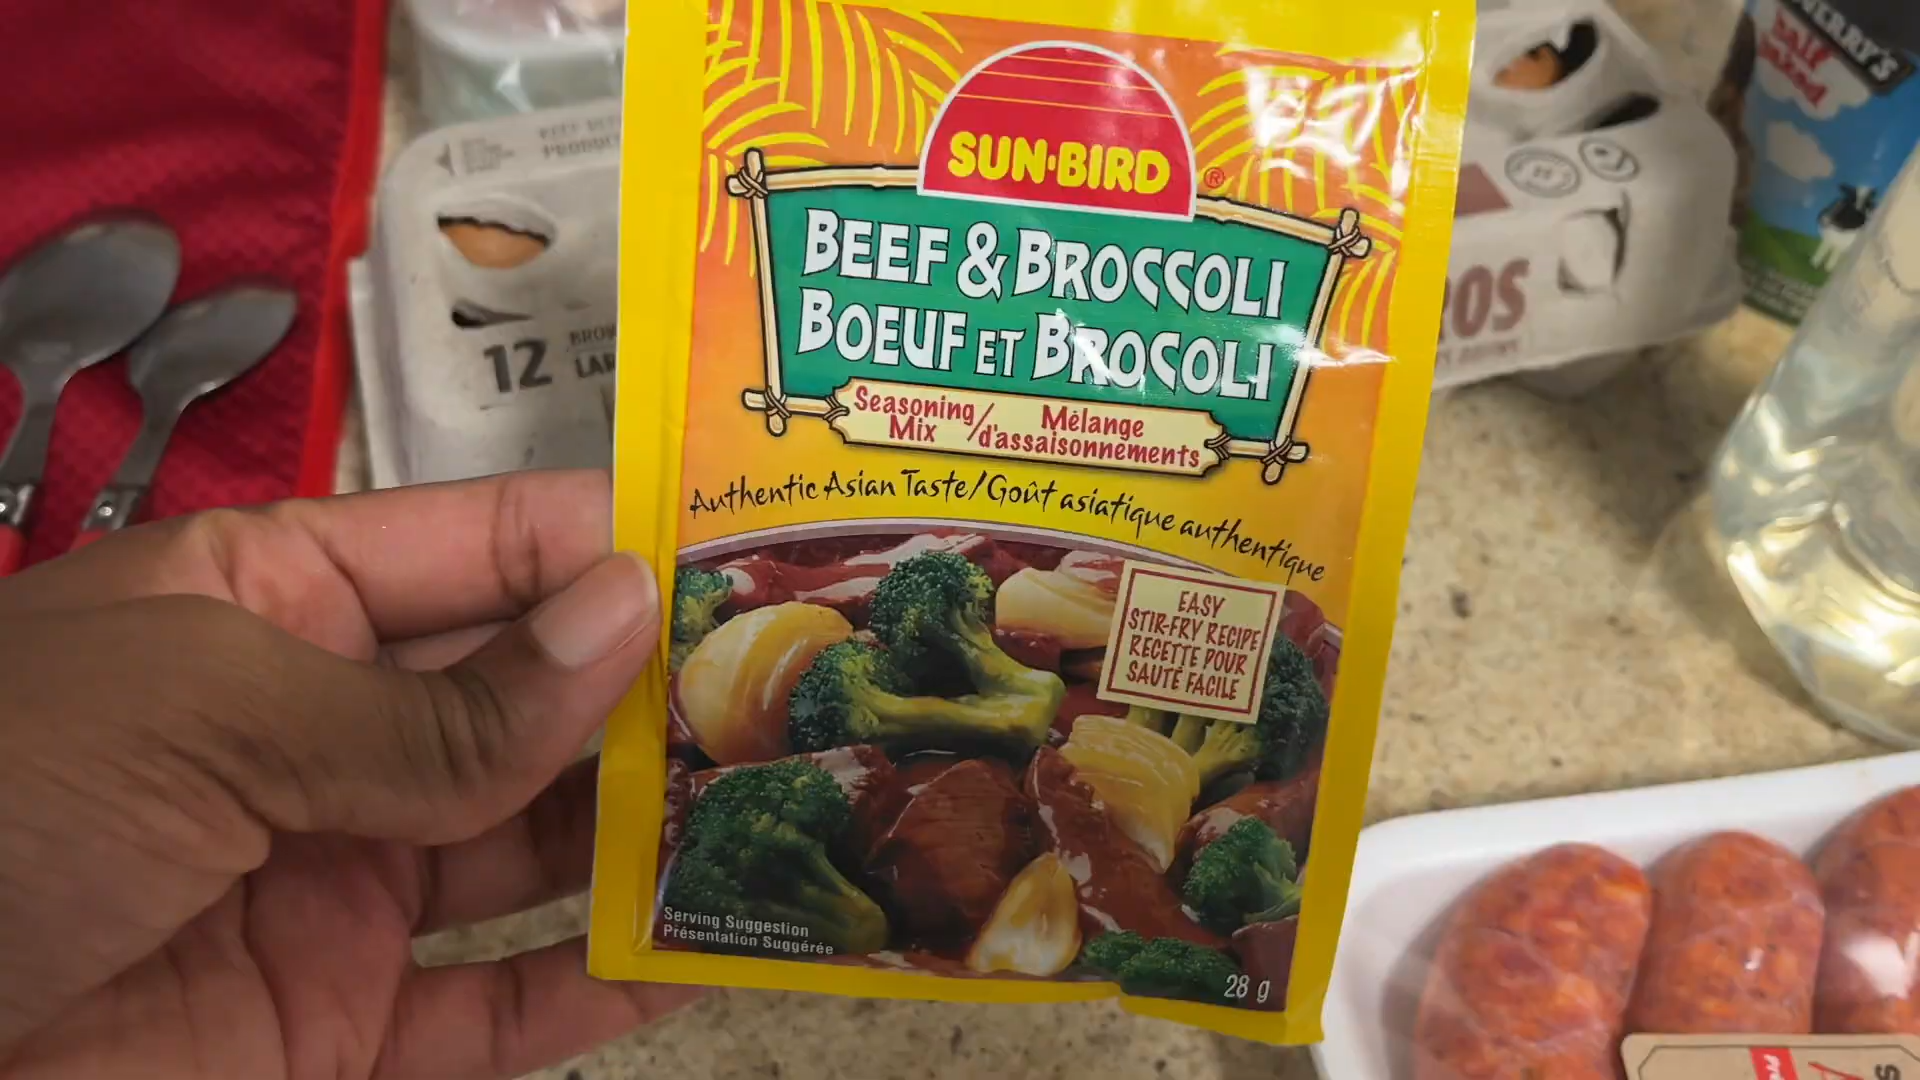 SUN·BIRD
®
BEEF & BROCCOLI
BOEUF ET BROCOLI
Seasoning Mix / Mélange d'assaisonnements
Authentic Asian Taste/Goût asiatique authentique
EASY
STIR-FRY RECIPE
RECETTE POUR
SAUTÉ FACILE
Serving Suggestion
Présentation Suggérée
28 g
12
ROS